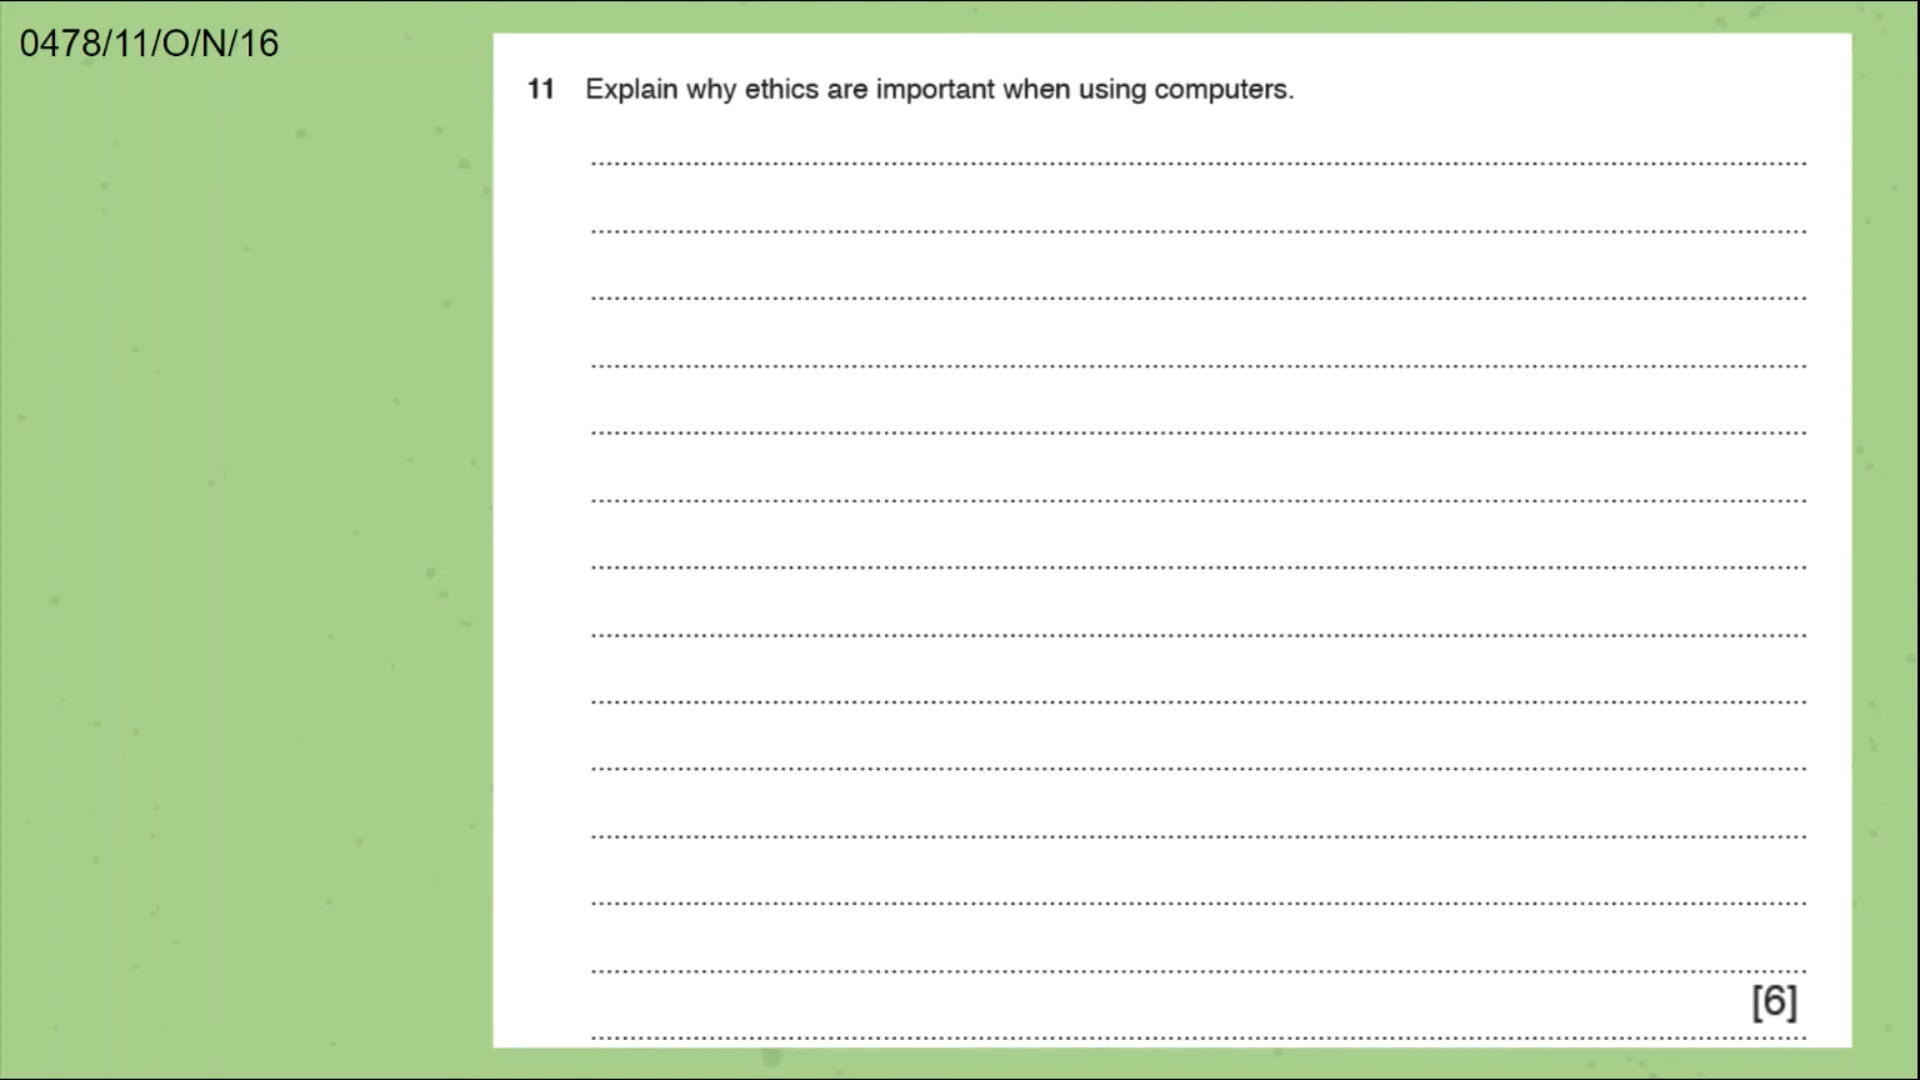 0478/11/O/N/16
11 Explain why ethics are important when using computers.
[6]